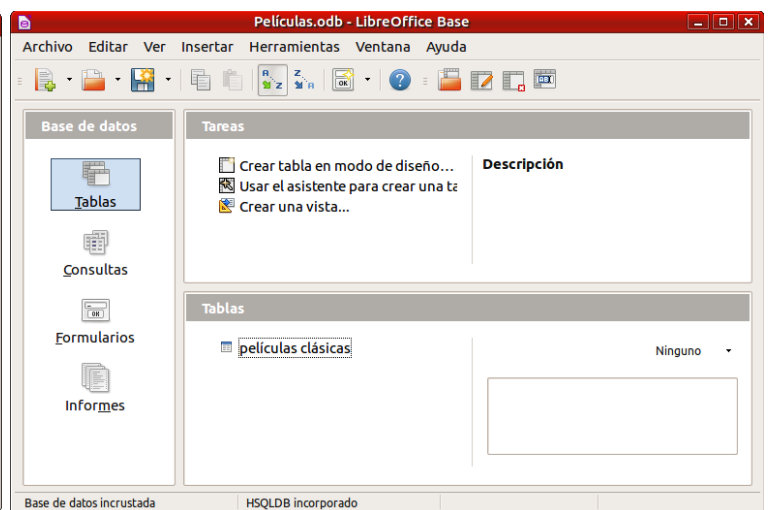 Películas.odb - LibreOffice Base
Archivo Editar Ver Insertar Herramientas Ventana Ayuda
Base de datos
Tablas
Consultas
Formularios
Informes
Tareas
Crear tabla en modo de diseño...
Usar el asistente para crear una ta
Crear una vista...
Descripción
Tablas
películas clásicas
Ninguno
Base de datos incrustada HSQLDB incorporado